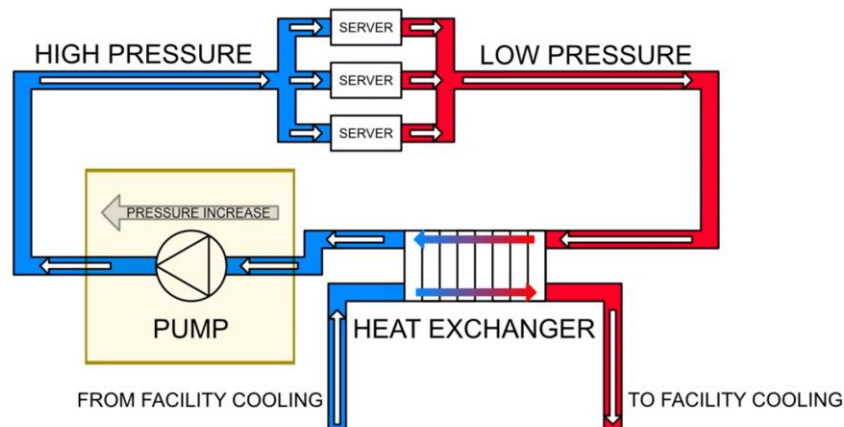 SERVER
HIGH PRESSURE
LOW PRESSURE
SERVER
SERVER
PRESSURE INCREASE
PUMP
HEAT EXCHANGER
FROM FACILITY COOLING
TO FACILITY COOLING